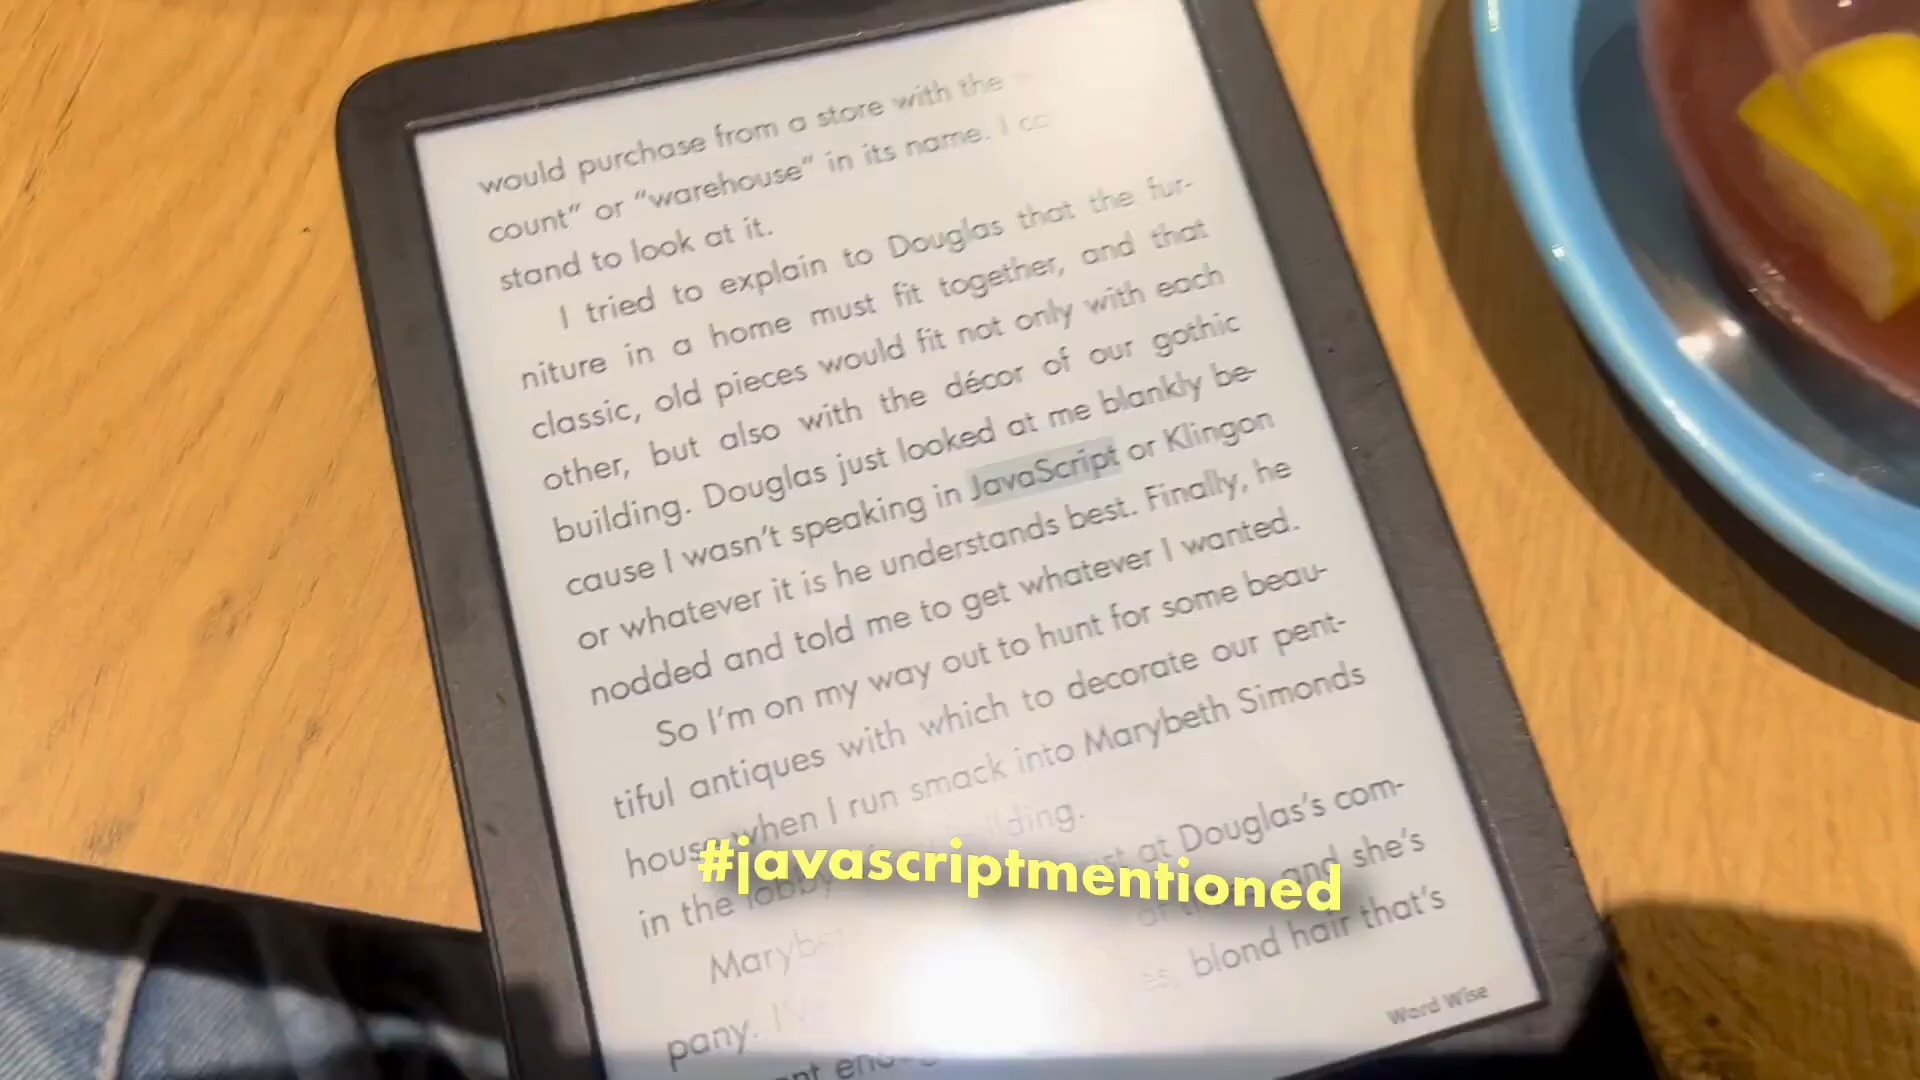 would purchase from a store with the
count” or “warehouse” in its name. I
stand to look at it.
I tried to explain to Douglas that the fur-
niture in a home must fit together, and that
classic, old pieces would fit not only with each
other, but also with the décor of our gothic
building. Douglas just looked at me blankly be-
cause I wasn’t speaking in JavaScript or Klingon
or whatever it is he understands best. Finally, he
nodded and told me to get whatever I wanted.
So I’m on my way out to hunt for some beau-
tiful antiques with which to decorate our pent-
house when I run smack into Marybeth Simonds
in the lobby building.
#javascriptmentioned
at Douglas’s com-
pany. and she’s
blond hair that’s
Word Wise